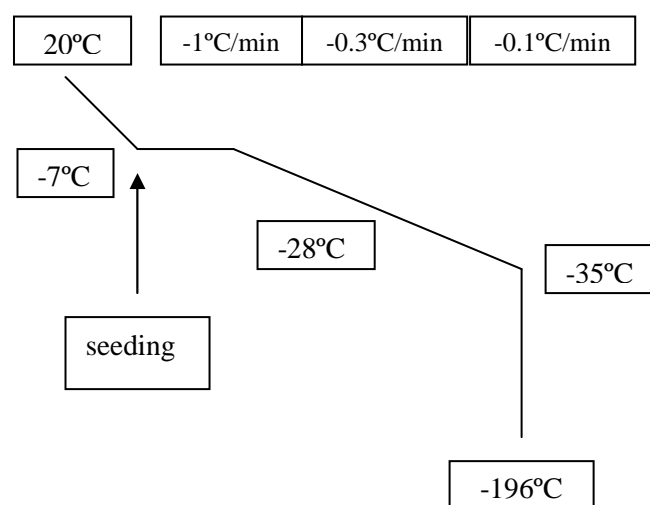 20ºC
-1ºC/min
-0.3ºC/min
-0.1ºC/min
-7ºC
-28ºC
-35ºC
seeding
-196ºC